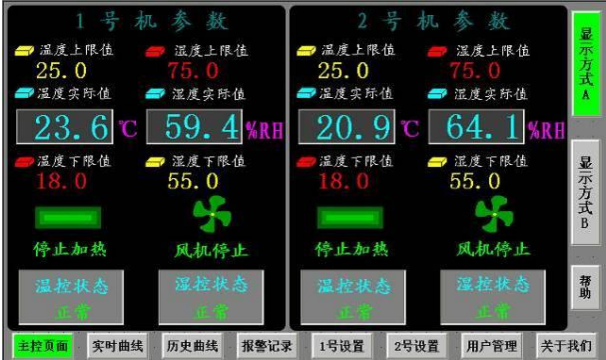 1号机参数
温度上限值 湿度上限值
25.0 75.0
温度实际值 湿度实际值
23.6 ℃ 59.4 %RH
温度下限值 湿度下限值
18.0 55.0
停止加热 风机停止
温控状态 湿控状态
正常 正常
2号机参数
温度上限值 湿度上限值
25.0 75.0
温度实际值 湿度实际值
20.9 ℃ 64.1 %RH
温度下限值 湿度下限值
18.0 55.0
停止加热 风机停止
温控状态 湿控状态
正常 正常
显示方式A
显示方式B
帮助
主控页面 实时曲线 历史曲线 报警记录 1号设置 2号设置 用户管理 关于我们